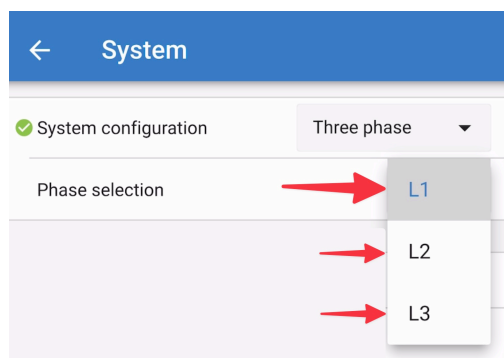 System
System configuration
Three phase
Phase selection
L1
L2
L3